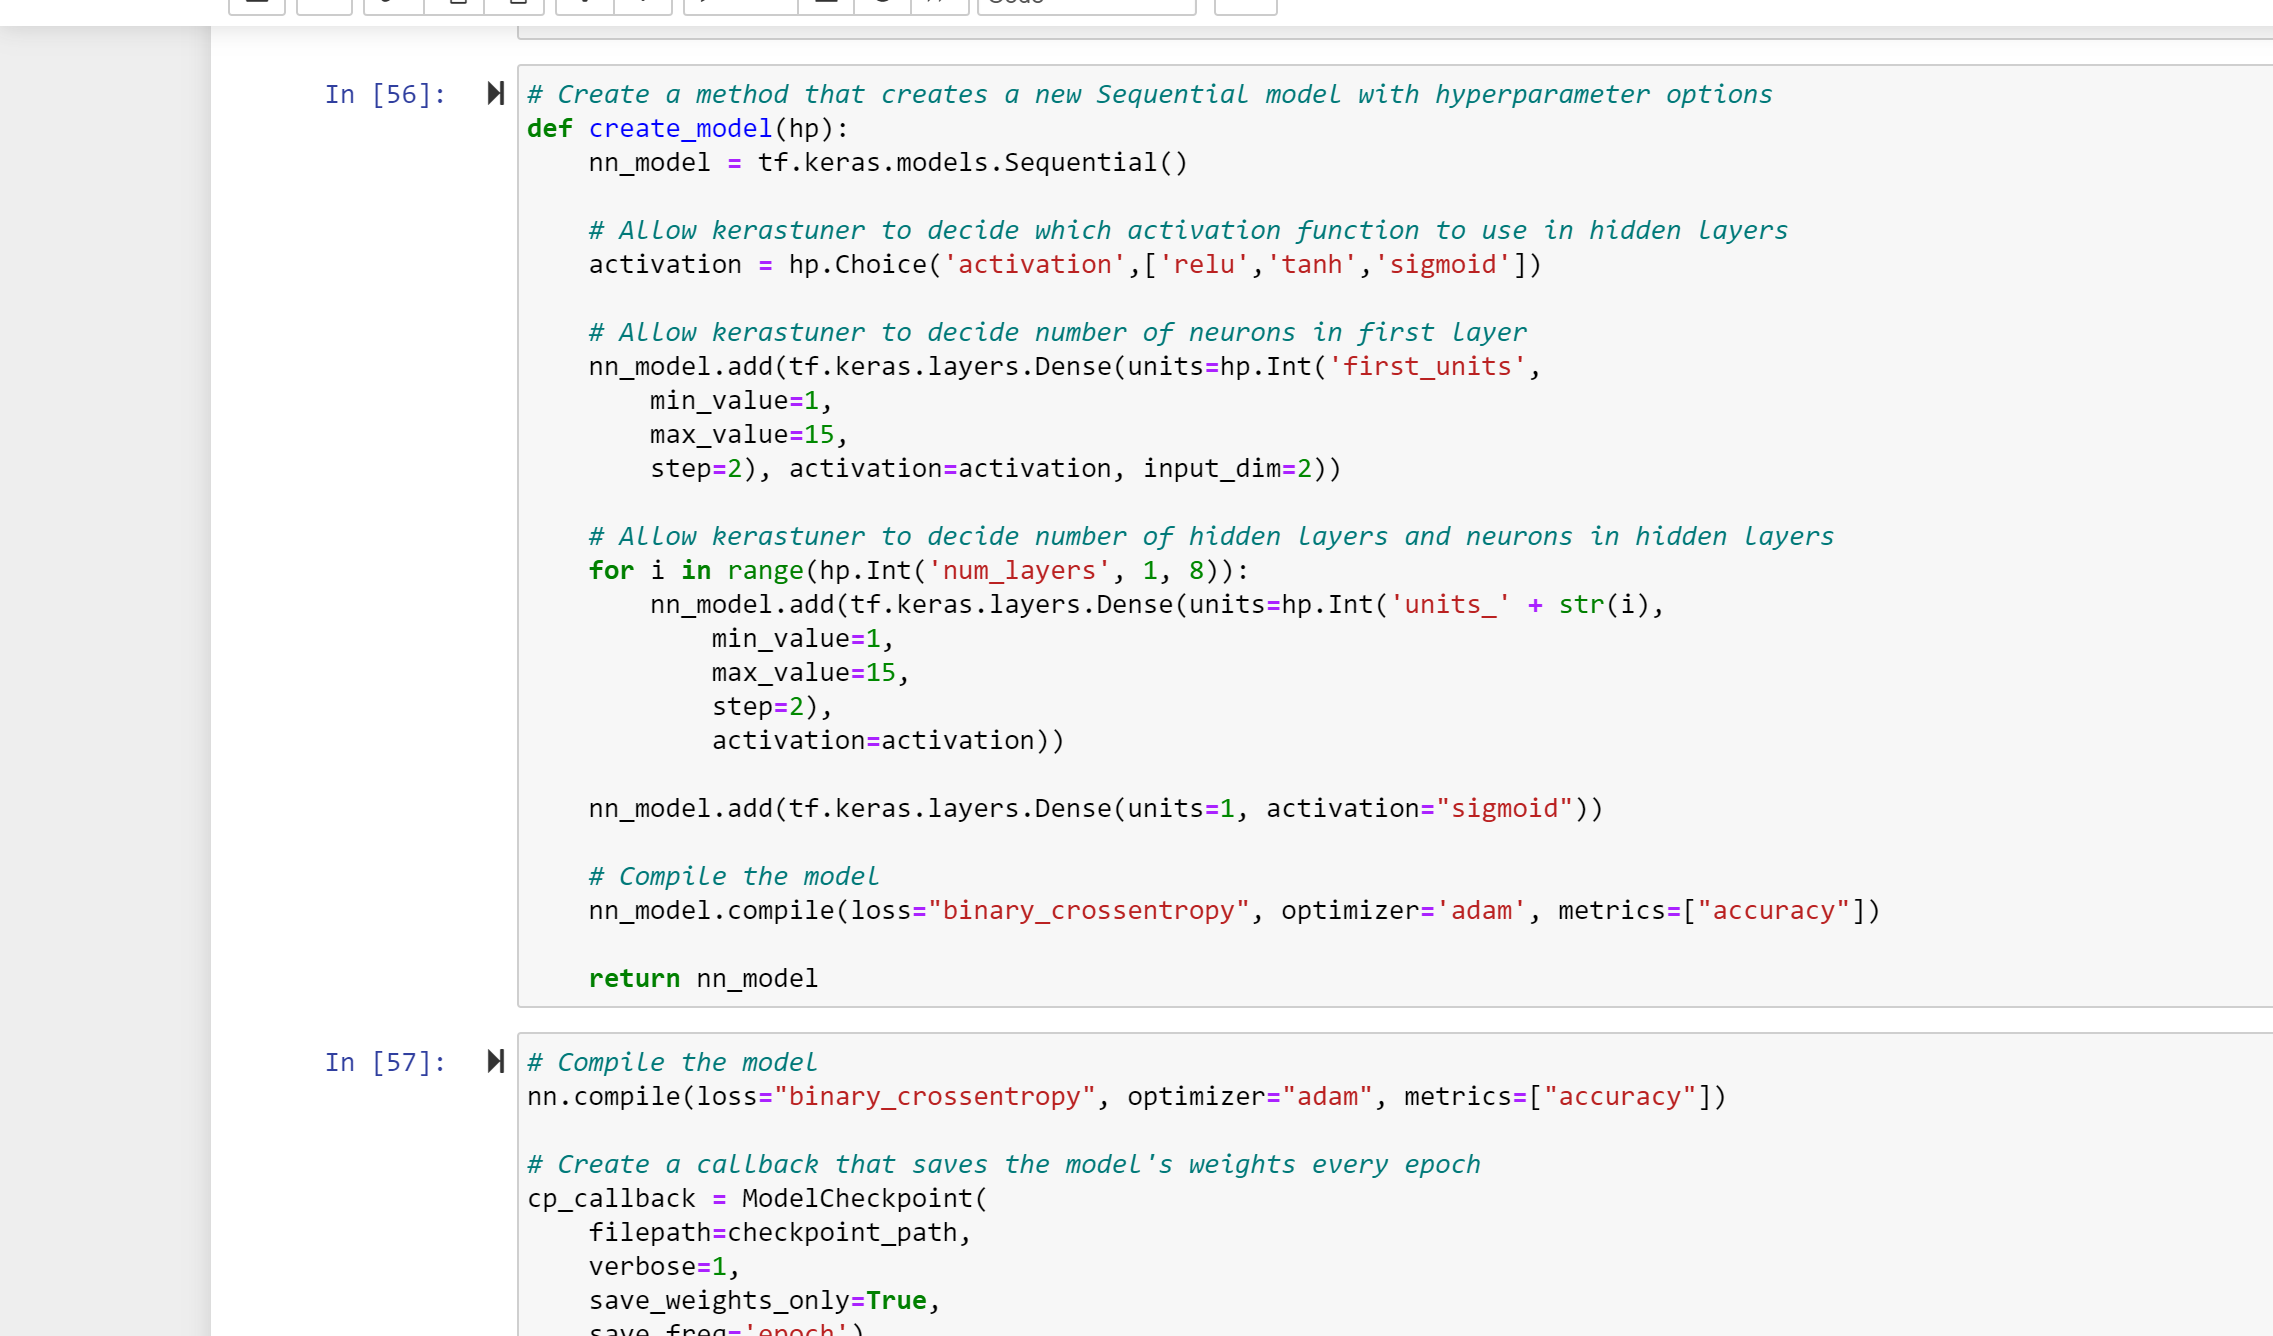 In [56]:
# Create a method that creates a new Sequential model with hyperparameter options
def create_model(hp):
    nn_model = tf.keras.models.Sequential()

    # Allow kerastuner to decide which activation function to use in hidden layers
    activation = hp.Choice('activation',['relu','tanh','sigmoid'])

    # Allow kerastuner to decide number of neurons in first layer
    nn_model.add(tf.keras.layers.Dense(units=hp.Int('first_units',
        min_value=1,
        max_value=15,
        step=2), activation=activation, input_dim=2))

    # Allow kerastuner to decide number of hidden layers and neurons in hidden layers
    for i in range(hp.Int('num_layers', 1, 8)):
        nn_model.add(tf.keras.layers.Dense(units=hp.Int('units_' + str(i),
            min_value=1,
            max_value=15,
            step=2),
            activation=activation))

    nn_model.add(tf.keras.layers.Dense(units=1, activation="sigmoid"))

    # Compile the model
    nn_model.compile(loss="binary_crossentropy", optimizer='adam', metrics=["accuracy"])

    return nn_model
In [57]:
# Compile the model
nn.compile(loss="binary_crossentropy", optimizer="adam", metrics=["accuracy"])

# Create a callback that saves the model's weights every epoch
cp_callback = ModelCheckpoint(
    filepath=checkpoint_path,
    verbose=1,
    save_weights_only=True,
    save_freq='epoch')